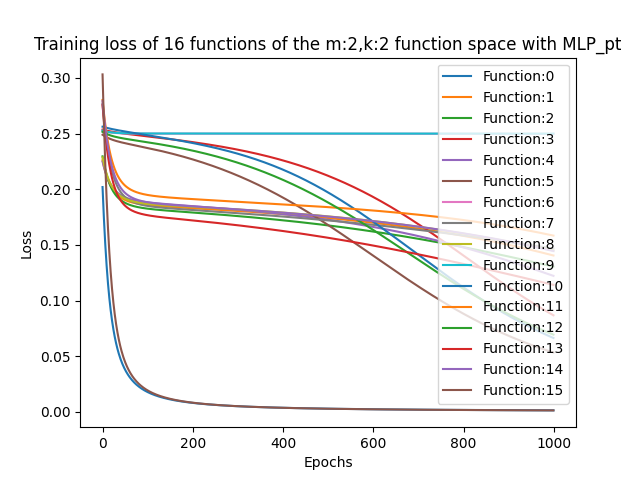 Training loss of 16 functions of the m:2,k:2 function space with MLP_pt
0.30
0.25
0.20
0.15
0.10
0.05
0.00
Loss
0
200
400
600
800
1000
Epochs
Function:0
Function:1
Function:2
Function:3
Function:4
Function:5
Function:6
Function:7
Function:8
Function:9
Function:10
Function:11
Function:12
Function:13
Function:14
Function:15